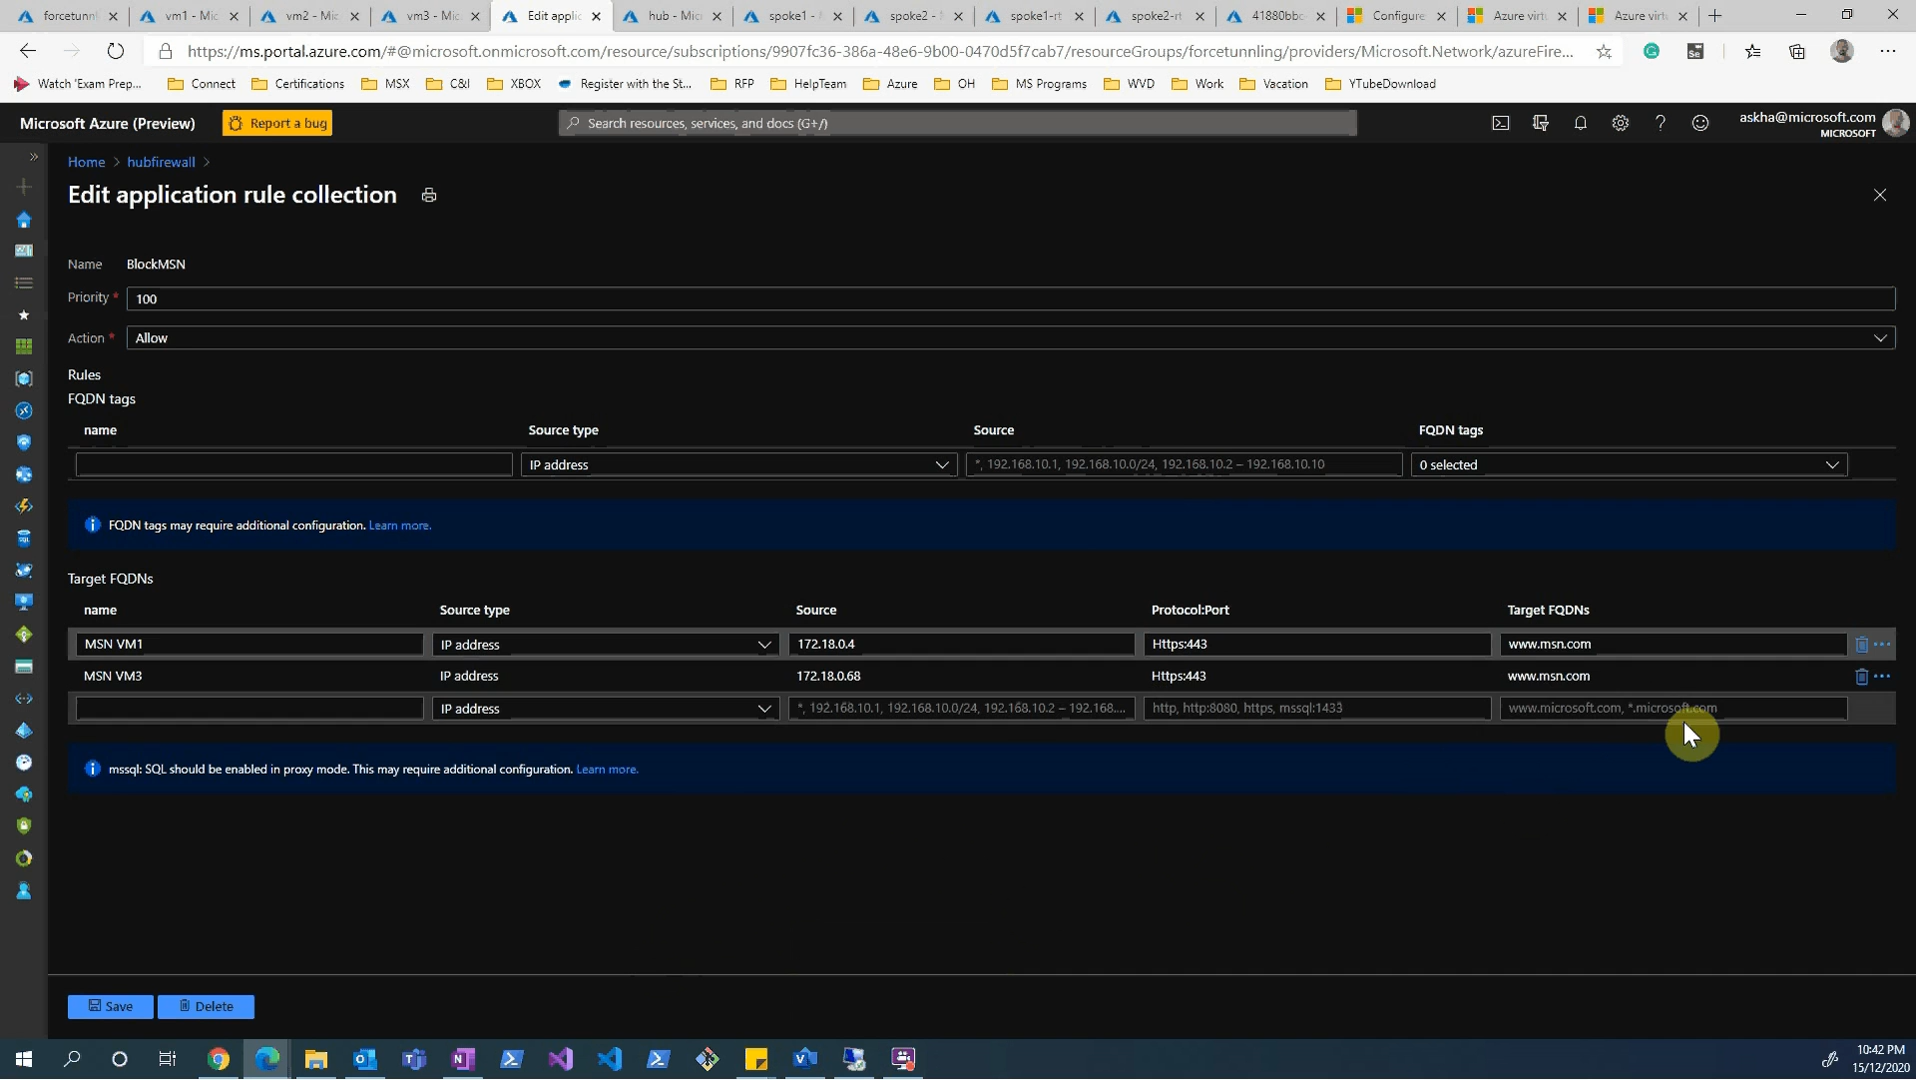 forcetunnl
vm1 - Mic
vm2 - Mic
vm3 - Mic
Edit applic
hub - Micr
spoke1 - M
spoke2 - M
spoke1-rt
spoke2-rt
41880bbc-
Configure
Azure virtu
Azure virtu
https://ms.portal.azure.com/#@microsoft.onmicrosoft.com/resource/subscriptions/9907fc36-386a-48e6-9b00-0470d5f7cab7/resourceGroups/forcetunnling/providers/Microsoft.Network/azureFire...
Watch 'Exam Prep...
Connect
Certifications
MSX
C&I
XBOX
Register with the St...
RFP
HelpTeam
Azure
OH
MS Programs
WVD
Work
Vacation
YTubeDownload
Microsoft Azure (Preview)
Report a bug
Search resources, services, and docs (G+/)
askha@microsoft.com
MICROSOFT
Home > hubfirewall >
Edit application rule collection
Name BlockMSN
Priority * 100
Action * Allow
Rules
FQDN tags
name Source type Source FQDN tags
IP address *, 192.168.10.1, 192.168.10.0/24, 192.168.10.2 – 192.168.10.10 0 selected
FQDN tags may require additional configuration. Learn more.
Target FQDNs
name Source type Source Protocol:Port Target FQDNs
MSN VM1 IP address 172.18.0.4 Https:443 www.msn.com
MSN VM3 IP address 172.18.0.68 Https:443 www.msn.com
IP address *, 192.168.10.1, 192.168.10.0/24, 192.168.10.2 – 192.168.... http, http:8080, https, mssql:1433 www.microsoft.com, *.microsoft.com
mssql: SQL should be enabled in proxy mode. This may require additional configuration. Learn more.
Save Delete
10:42 PM
15/12/2020